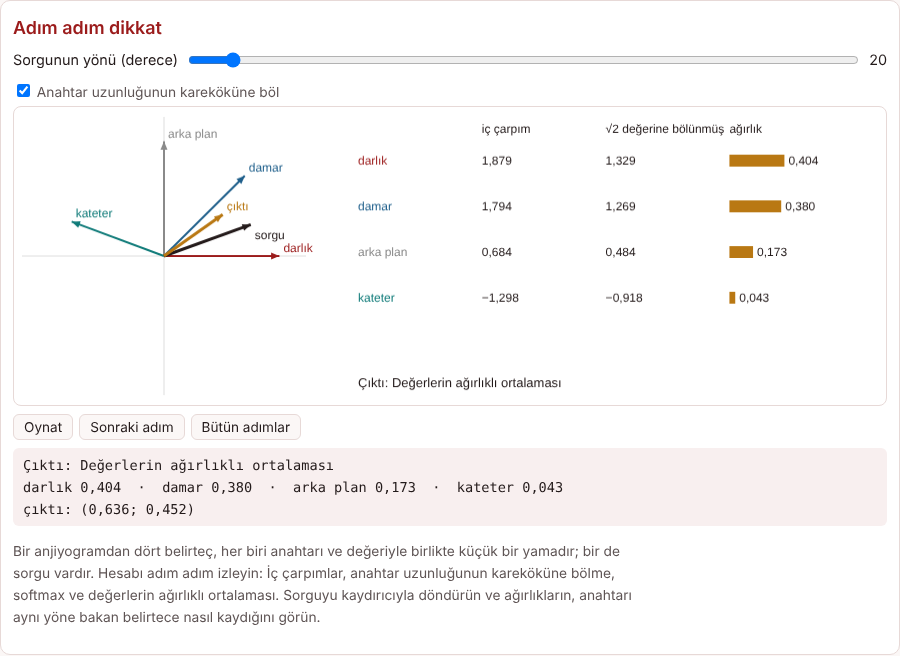 Adım adım dikkat
Sorgunun yönü (derece) 20
Anahtar uzunluğunun kareköküne böl
arka plan
damar
çıktı
kateter
sorgu
darlık
iç çarpım √2 değerine bölünmüş ağırlık
darlık 1,879 1,329 0,404
damar 1,794 1,269 0,380
arka plan 0,684 0,484 0,173
kateter −1,298 −0,918 0,043
Çıktı: Değerlerin ağırlıklı ortalaması
Oynat Sonraki adım Bütün adımlar
Çıktı: Değerlerin ağırlıklı ortalaması
darlık 0,404 · damar 0,380 · arka plan 0,173 · kateter 0,043
çıktı: (0,636; 0,452)
Bir anjiyogramdan dört belirteç, her biri anahtarı ve değeriyle birlikte küçük bir yamadır; bir de
sorgu vardır. Hesabı adım adım izleyin: İç çarpımlar, anahtar uzunluğunun kareköküne bölme,
softmax ve değerlerin ağırlıklı ortalaması. Sorguyu kaydırıcıyla döndürün ve ağırlıkların, anahtarı
aynı yöne bakan belirtece nasıl kaydığını görün.